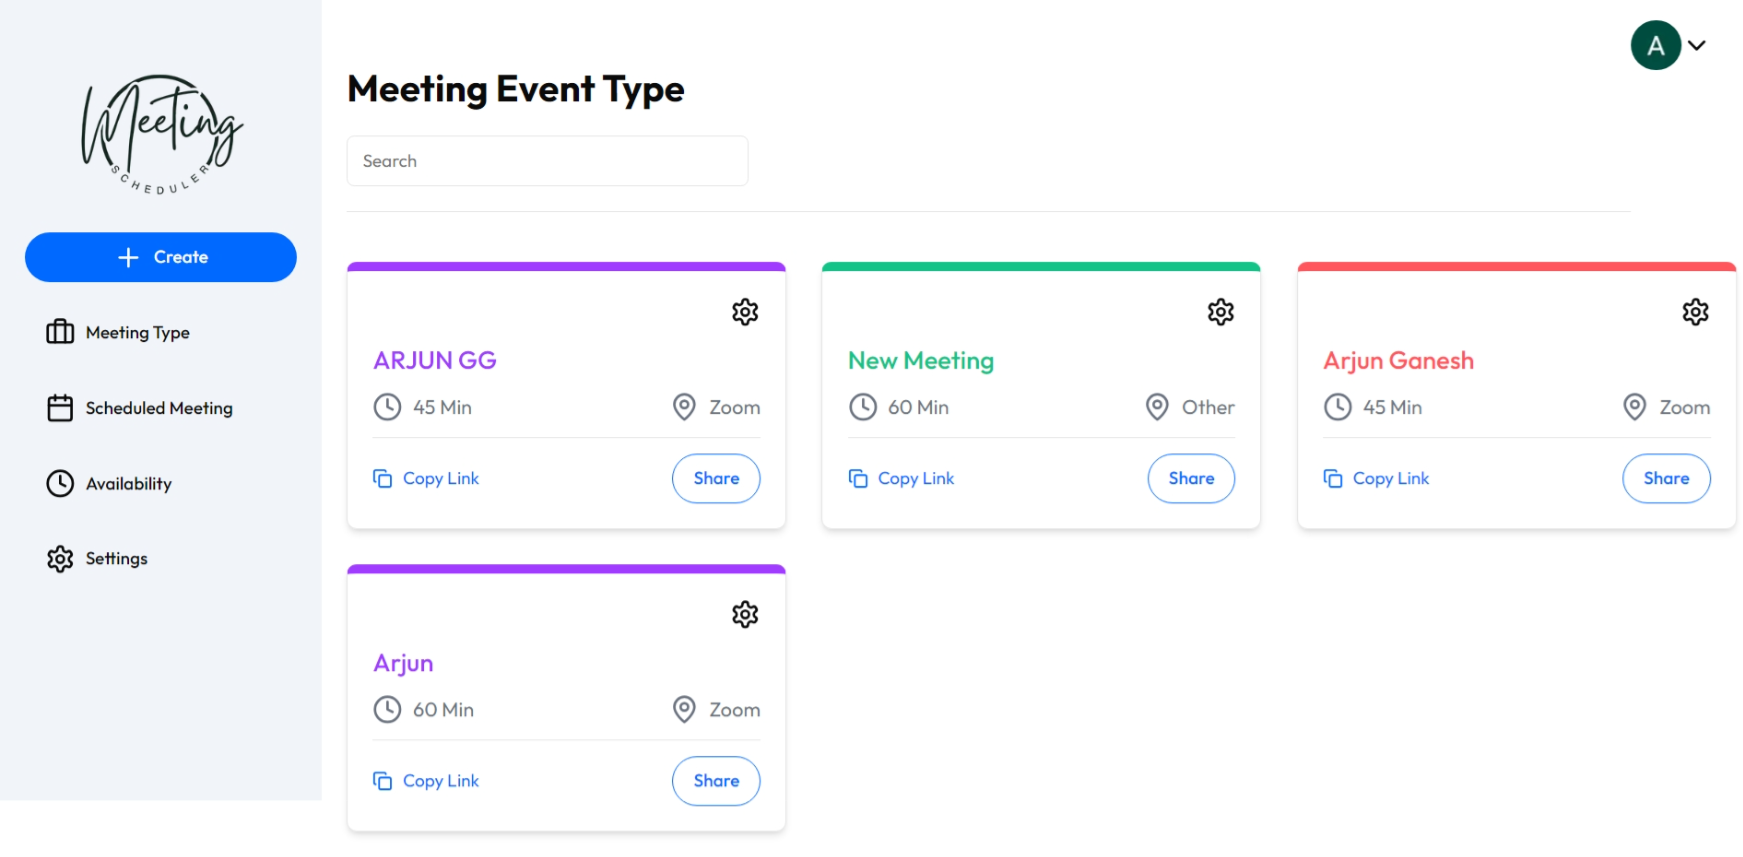 Meeting
SCHEDULER
Create
Meeting Type
Scheduled Meeting
Availability
Settings
A
Meeting Event Type
Search
ARJUN GG
45 Min
Zoom
Copy Link
Share
New Meeting
60 Min
Other
Copy Link
Share
Arjun Ganesh
45 Min
Zoom
Copy Link
Share
Arjun
60 Min
Zoom
Copy Link
Share